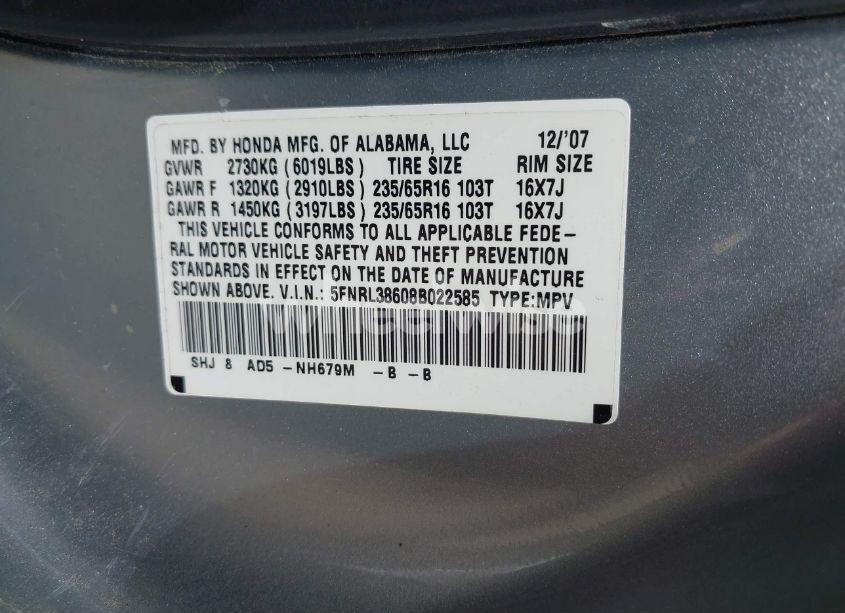 MFD. BY HONDA MFG. OF ALABAMA, LLC 12/'07
GVWR 2730KG (6019LBS) TIRE SIZE RIM SIZE
GAWR F 1320KG (2910LBS) 235/65R16 103T 16X7J
GAWR R 1450KG (3197LBS) 235/65R16 103T 16X7J
THIS VEHICLE CONFORMS TO ALL APPLICABLE FEDE-
RAL MOTOR VEHICLE SAFETY AND THEFT PREVENTION
STANDARDS IN EFFECT ON THE DATE OF MANUFACTURE
SHOWN ABOVE. V.I.N.: 5FNRL38608B022585 TYPE:MPV
WheelWise
SHJ 8 AD5 -NH679M -B -B